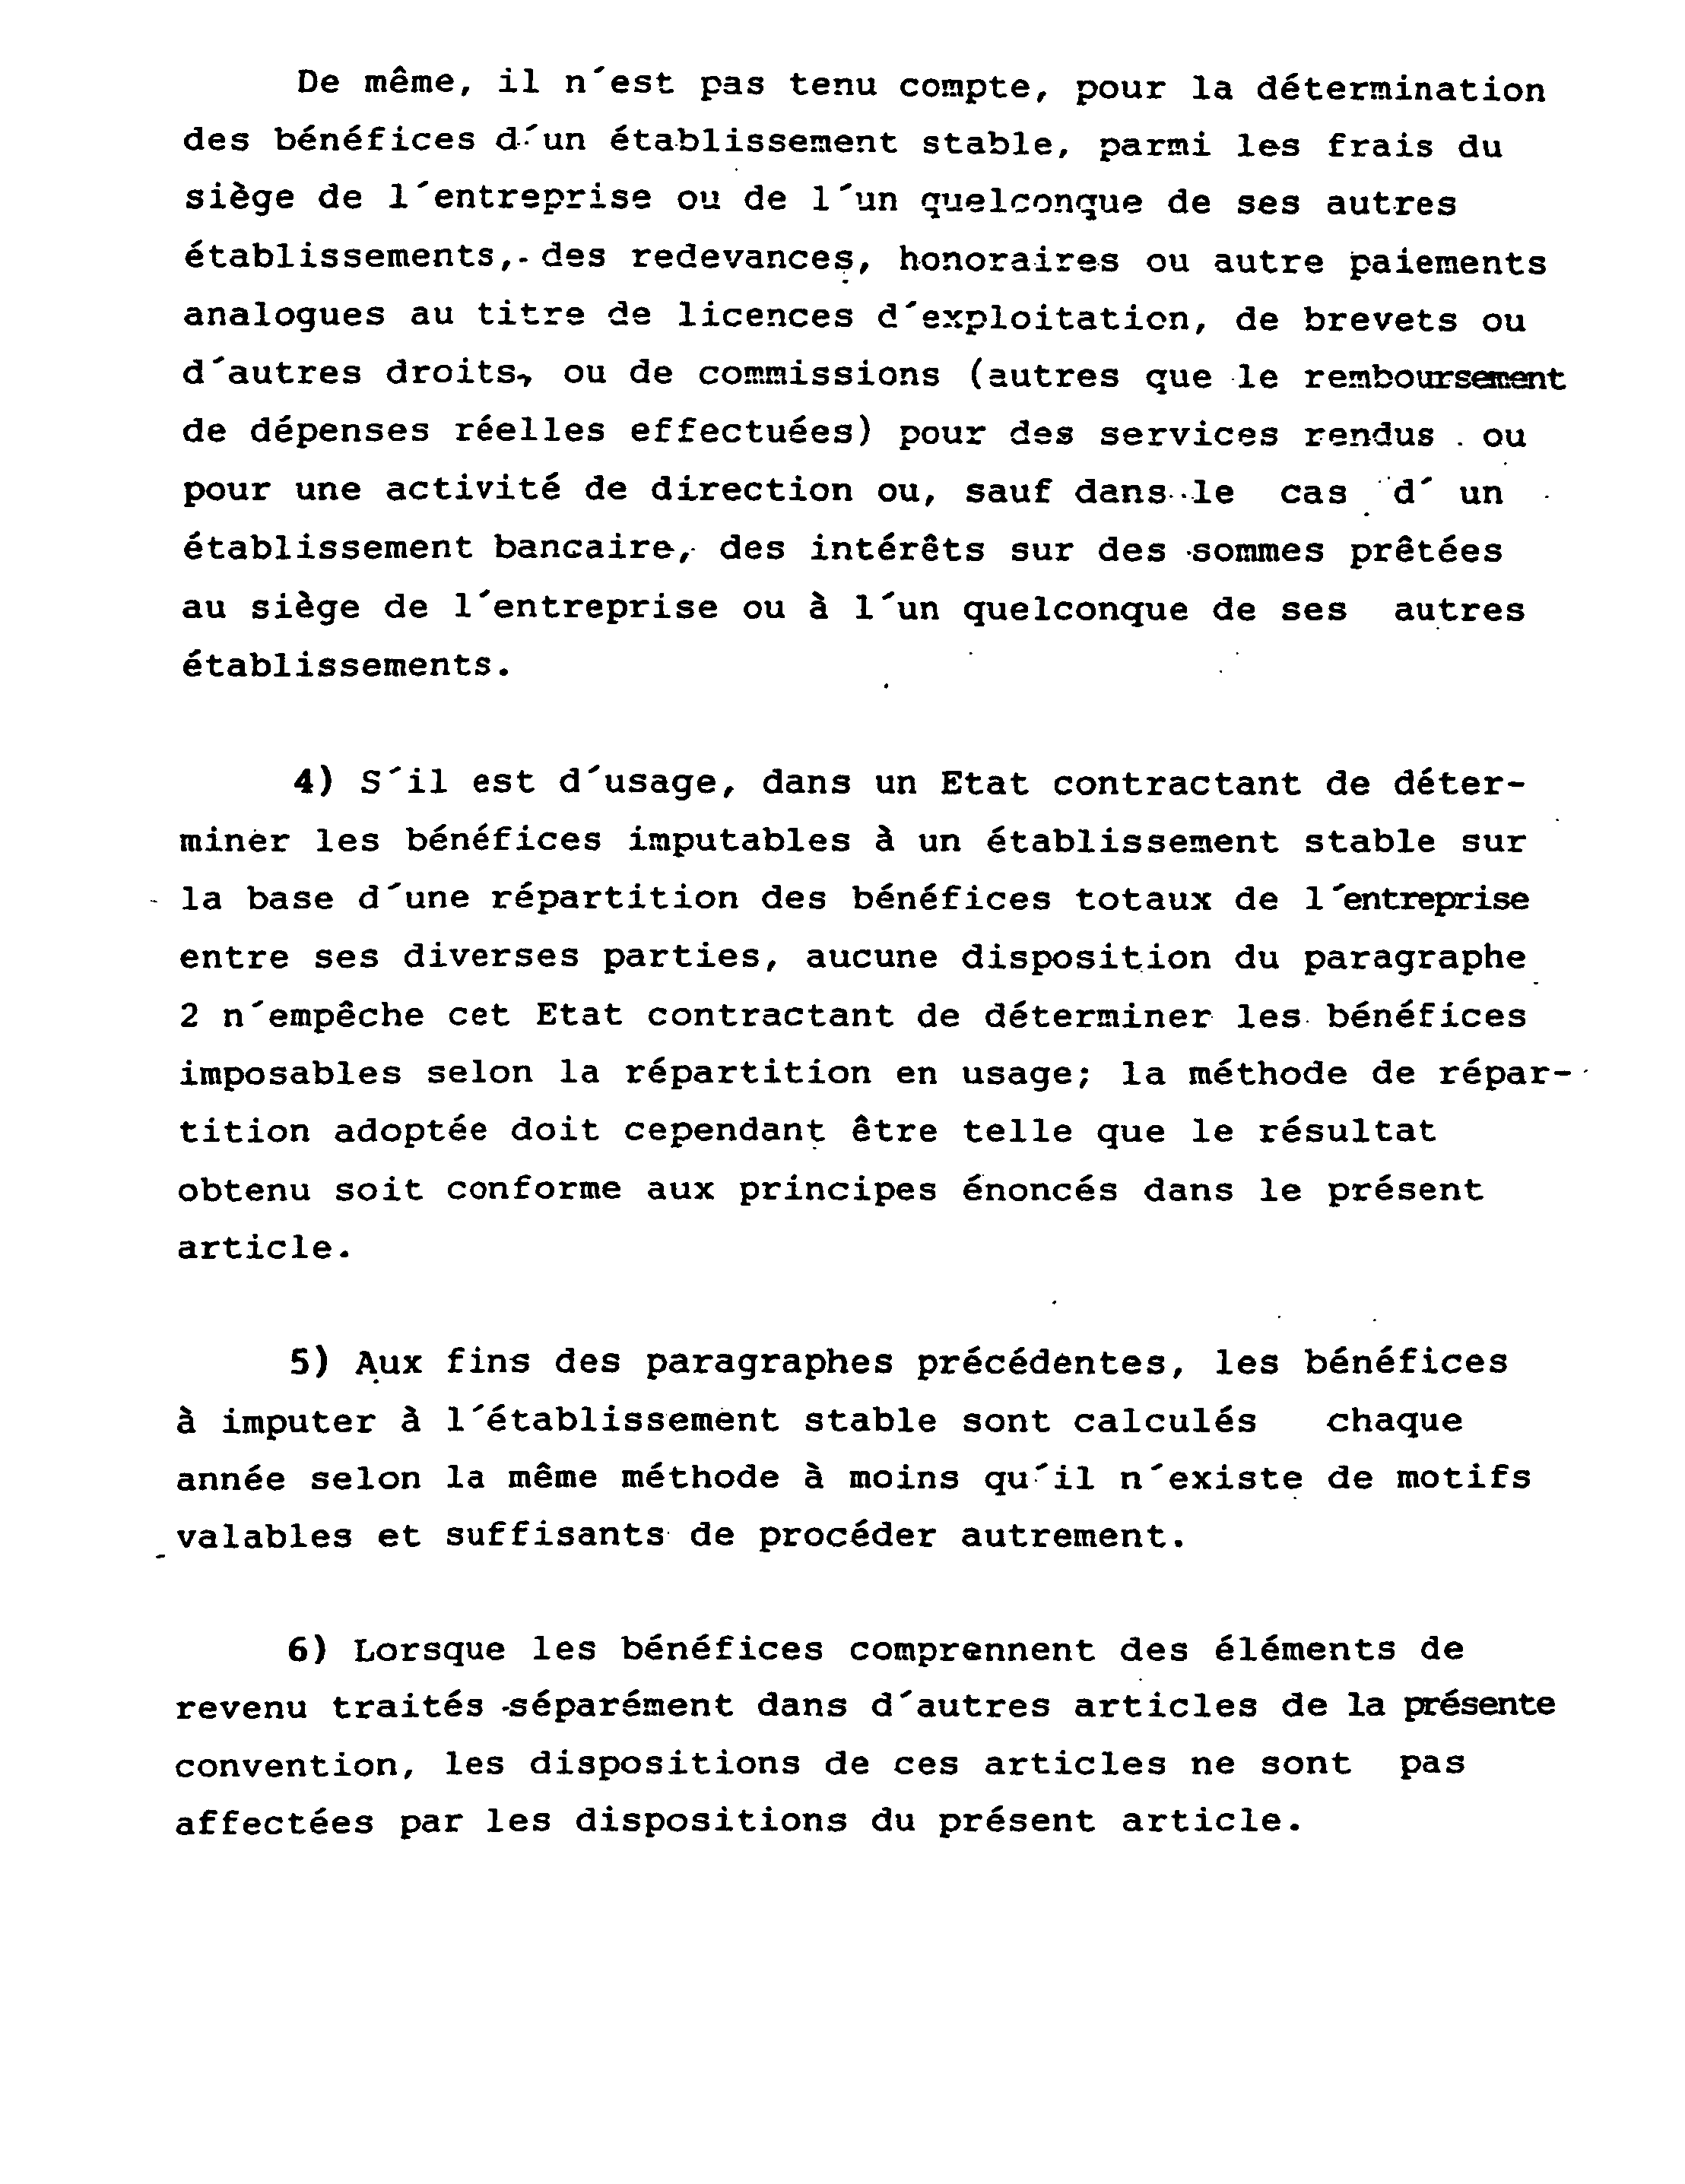 De même, il n´est pas tenu compte, pour la détermination
des bénéfices d´un établissement stable, parmi les frais du
siège de l´entreprise ou de l´un quelconque de ses autres
établissements, des redevances, honoraires ou autre paiements
analogues au titre de licences d´exploitation, de brevets ou
d´autres droits, ou de commissions (autres que le remboursement
de dépenses réelles effectuées) pour des services rendus ou
pour une activité de direction ou, sauf dans le cas d´ un
établissement bancaire, des intérêts sur des sommes prêtées
au siège de l´entreprise ou à l´un quelconque de ses autres
établissements.
4) S´il est d´usage, dans un Etat contractant de déter-
miner les bénéfices imputables à un établissement stable sur
la base d´une répartition des bénéfices totaux de l´entreprise
entre ses diverses parties, aucune disposition du paragraphe
2 n´empêche cet Etat contractant de déterminer les bénéfices
imposables selon la répartition en usage; la méthode de répar-
tition adoptée doit cependant être telle que le résultat
obtenu soit conforme aux principes énoncés dans le présent
article.
5) Aux fins des paragraphes précédentes, les bénéfices
à imputer à l´établissement stable sont calculés chaque
année selon la même méthode à moins qu´il n´existe de motifs
valables et suffisants de procéder autrement.
6) Lorsque les bénéfices comprennent des éléments de
revenu traités séparément dans d´autres articles de la présente
convention, les dispositions de ces articles ne sont pas
affectées par les dispositions du présent article.